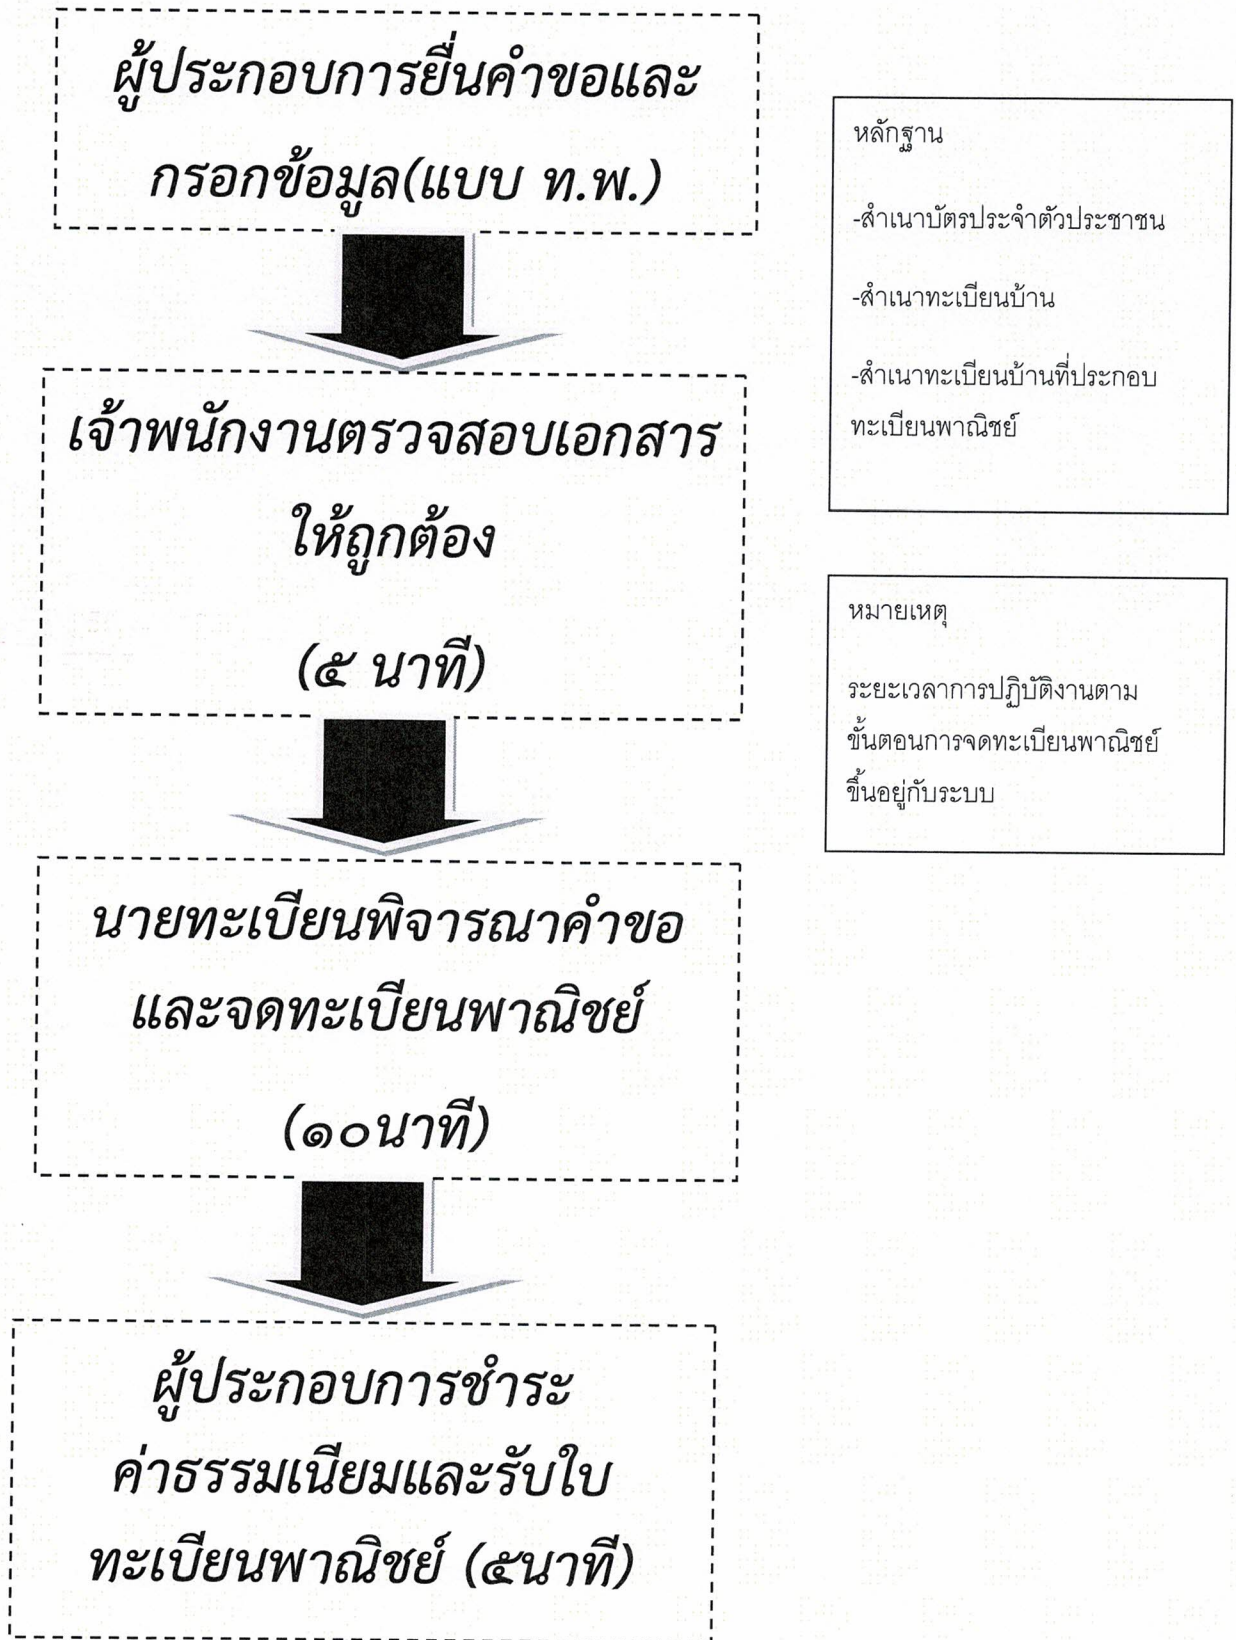 ผู้ประกอบการยื่นคำขอและ
กรอกข้อมูล(แบบ ท.พ.)
เจ้าพนักงานตรวจสอบเอกสาร
ให้ถูกต้อง
(๕ นาที)
นายทะเบียนพิจารณาคำขอ
และจดทะเบียนพาณิชย์
(๑๐นาที)
ผู้ประกอบการชำระ
ค่าธรรมเนียมและรับใบ
ทะเบียนพาณิชย์ (๕นาที)
หลักฐาน
-สำเนาบัตรประจำตัวประชาชน
-สำเนาทะเบียนบ้าน
-สำเนาทะเบียนบ้านที่ประกอบ
ทะเบียนพาณิชย์
หมายเหตุ
ระยะเวลาการปฏิบัติงานตาม
ขั้นตอนการจดทะเบียนพาณิชย์
ขึ้นอยู่กับระบบ